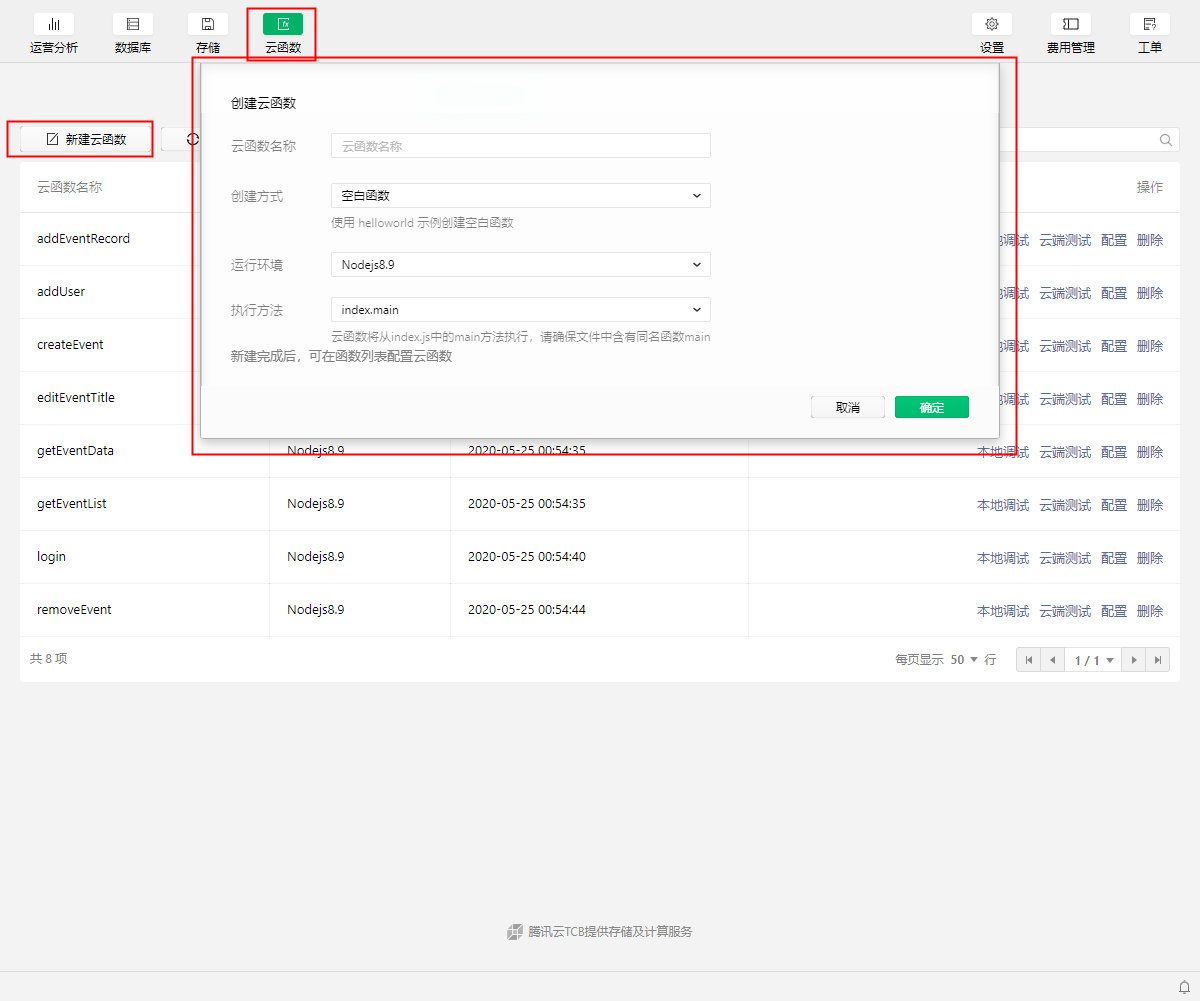 运营分析 数据库 存储 云函数 设置 费用管理 工单
创建云函数
新建云函数
云函数名称 云函数名称
云函数名称 操作
创建方式 空白函数
使用 helloworld 示例创建空白函数
addEventRecord 调试 云端测试 配置 删除
运行环境 Nodejs8.9
addUser 调试 云端测试 配置 删除
执行方法 index.main
云函数将从index.js中的main方法执行，请确保文件中含有同名函数main
createEvent 调试 云端测试 配置 删除
新建完成后，可在函数列表配置云函数
editEventTitle 调试 云端测试 配置 删除
取消 确定
getEventData Nodejs8.9 2020-05-25 00:54:35 本地调试 云端测试 配置 删除
getEventList Nodejs8.9 2020-05-25 00:54:35 本地调试 云端测试 配置 删除
login Nodejs8.9 2020-05-25 00:54:40 本地调试 云端测试 配置 删除
removeEvent Nodejs8.9 2020-05-25 00:54:44 本地调试 云端测试 配置 删除
共 8 项 每页显示 50 行 1 / 1
腾讯云TCB提供存储及计算服务